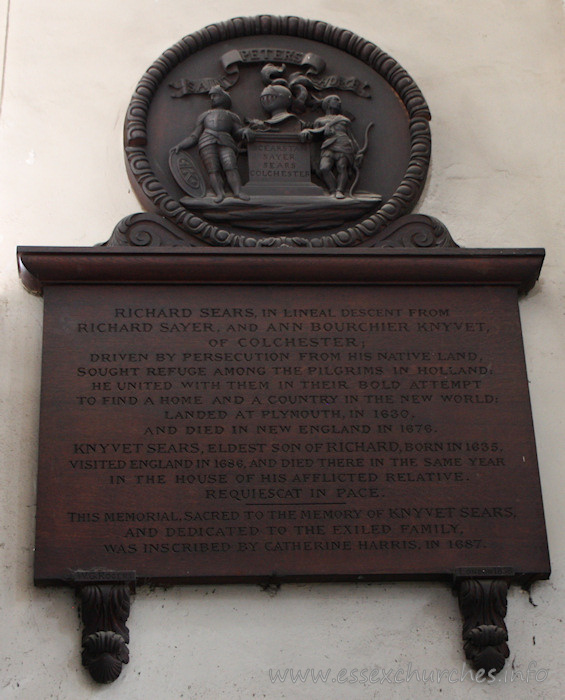 PETERS
SAYER
SEARS
COLCHESTER
RICHARD SEARS, IN LINEAL DESCENT FROM
RICHARD SAYER, AND ANN BOURCHIER KNYVET,
OF COLCHESTER;
DRIVEN BY PERSECUTION FROM HIS NATIVE LAND,
SOUGHT REFUGE AMONG THE PILGRIMS IN HOLLAND.
HE UNITED WITH THEM IN THEIR BOLD ATTEMPT
TO FIND A HOME AND A COUNTRY IN THE NEW WORLD;
LANDED AT PLYMOUTH, IN 1630,
AND DIED IN NEW ENGLAND IN 1676.
KNYVET SEARS, ELDEST SON OF RICHARD, BORN IN 1635,
VISITED ENGLAND IN 1686, AND DIED THERE IN THE SAME YEAR
IN THE HOUSE OF HIS AFFLICTED RELATIVE.
REQUIESCAT IN PACE.
THIS MEMORIAL, SACRED TO THE MEMORY OF KNYVET SEARS,
AND DEDICATED TO THE EXILED FAMILY,
WAS INSCRIBED BY CATHERINE HARRIS, IN 1687.
www.essexchurches.info